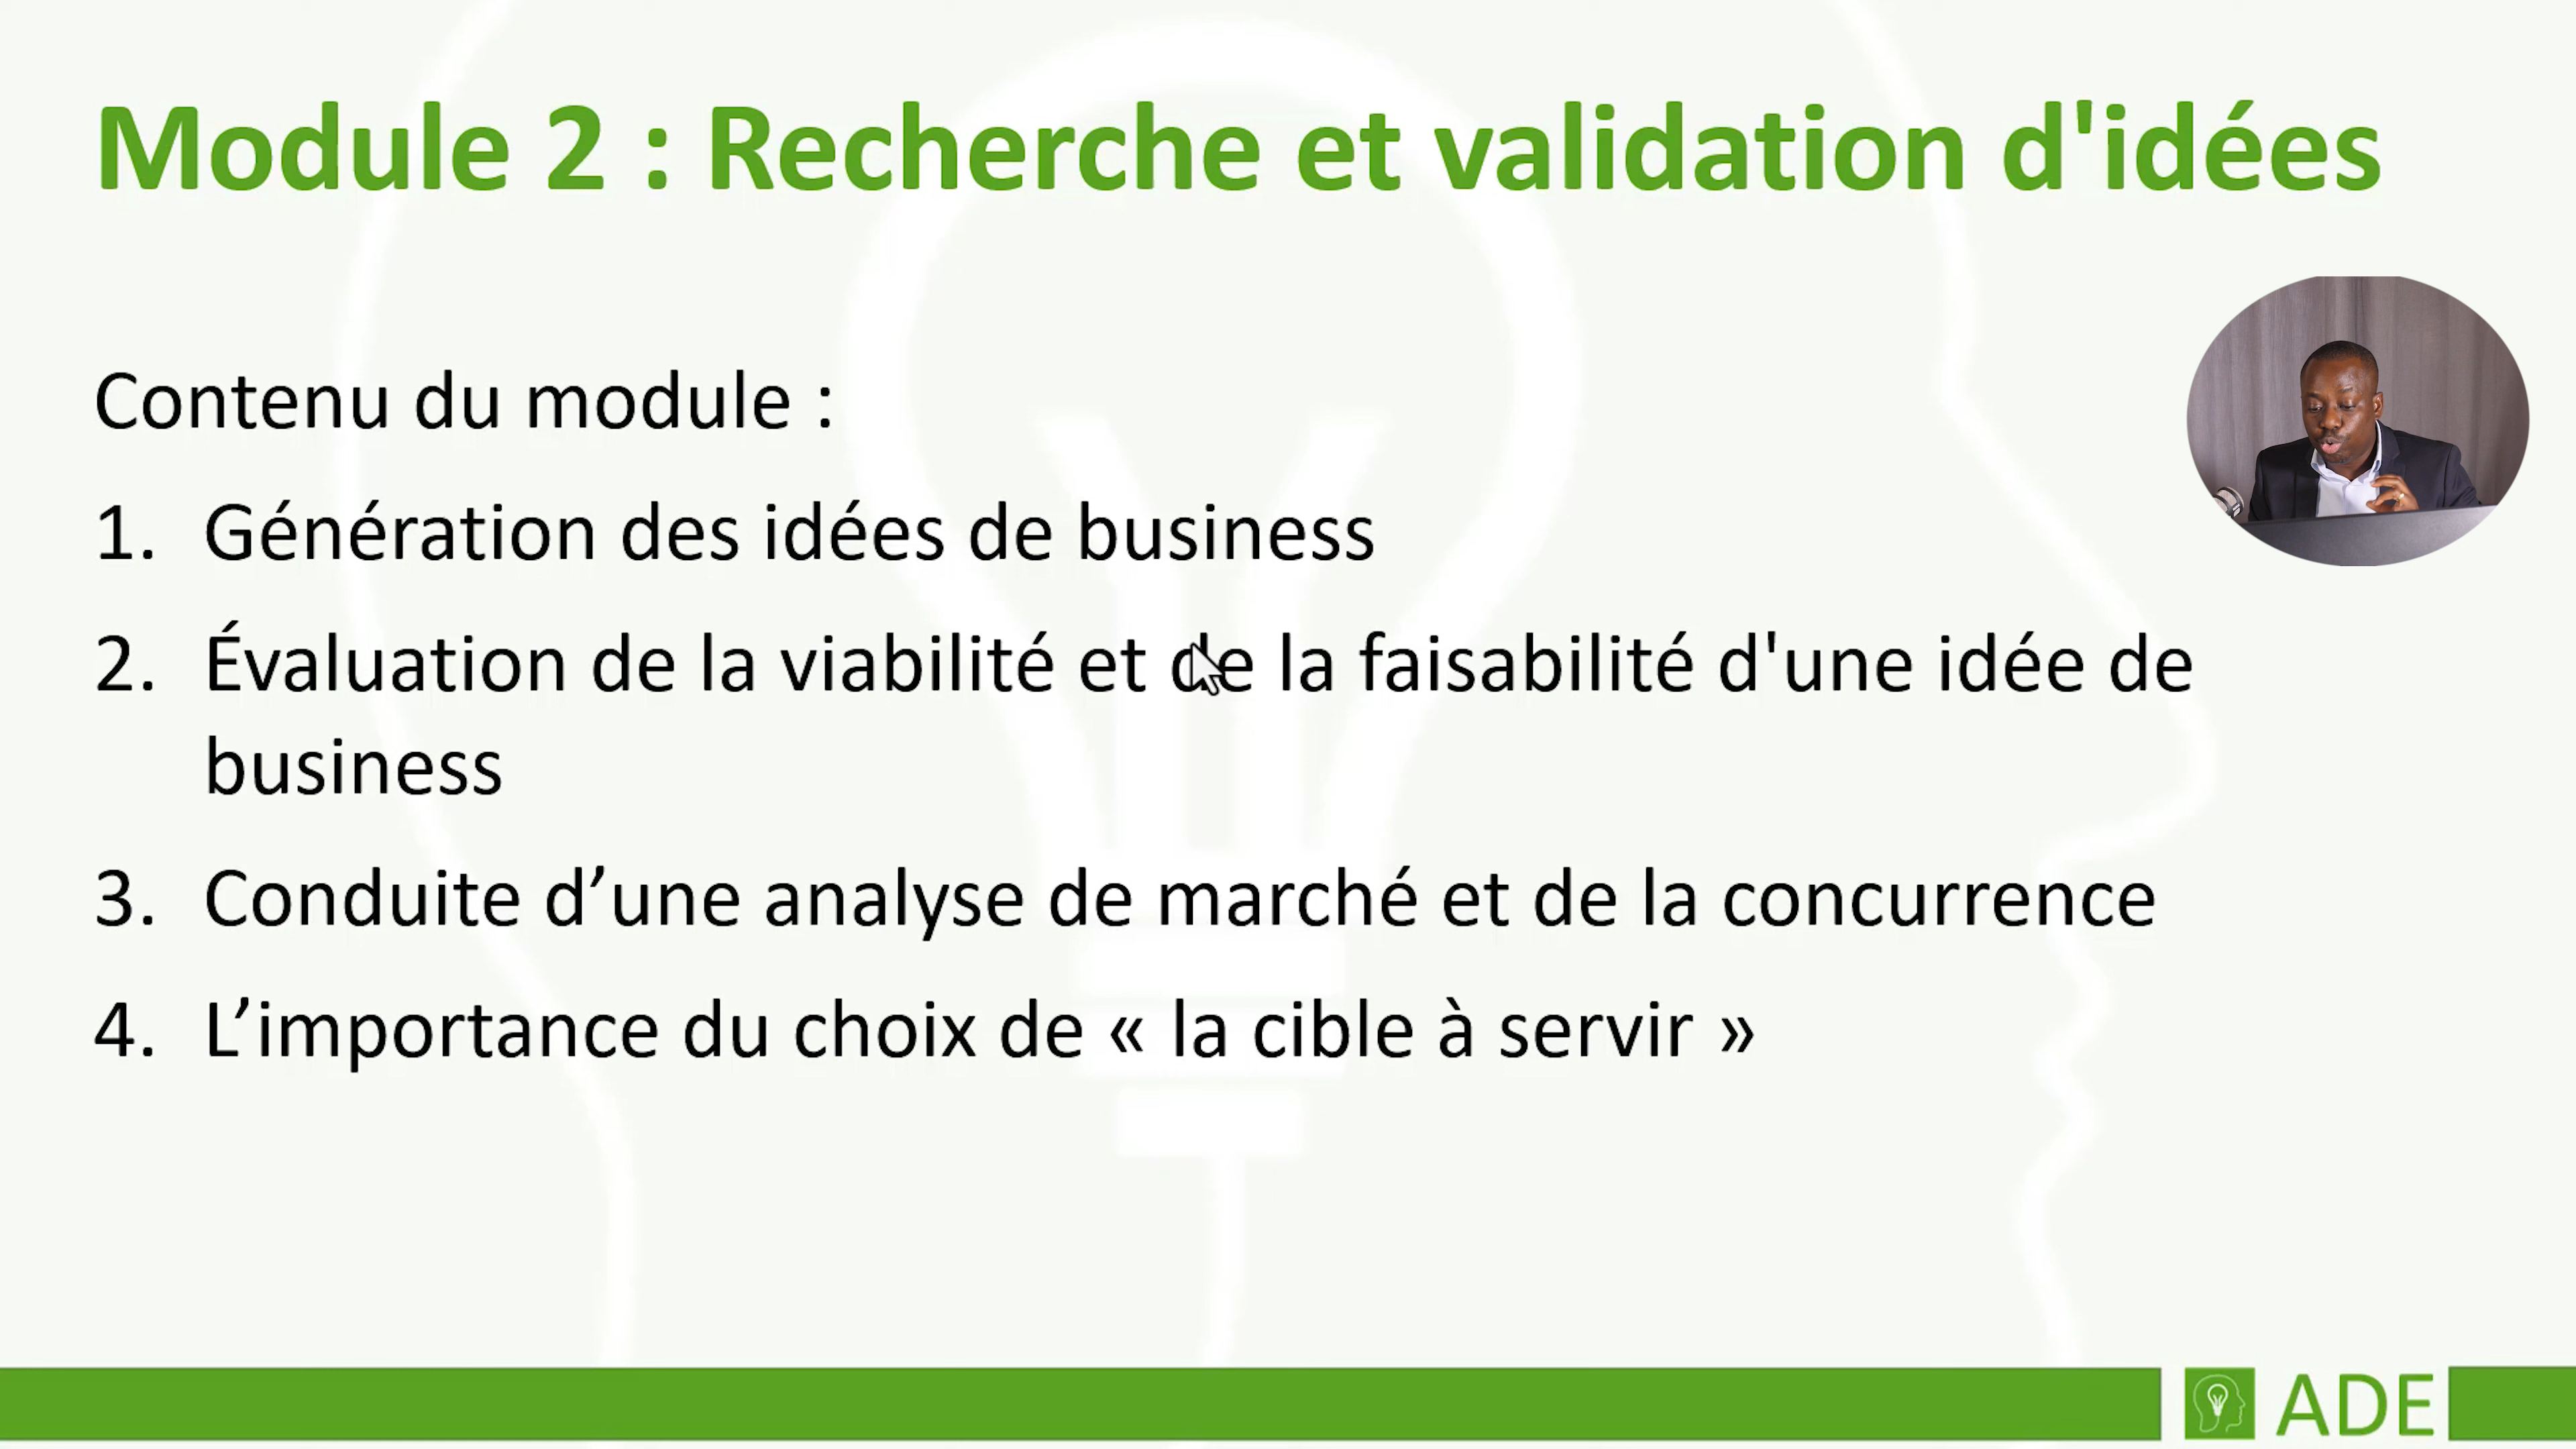 Module 2 : Recherche et validation d'idées
Contenu du module :
1. Génération des idées de business
2. Évaluation de la viabilité et de la faisabilité d'une idée de
business
3. Conduite d’une analyse de marché et de la concurrence
4. L’importance du choix de « la cible à servir »
ADE